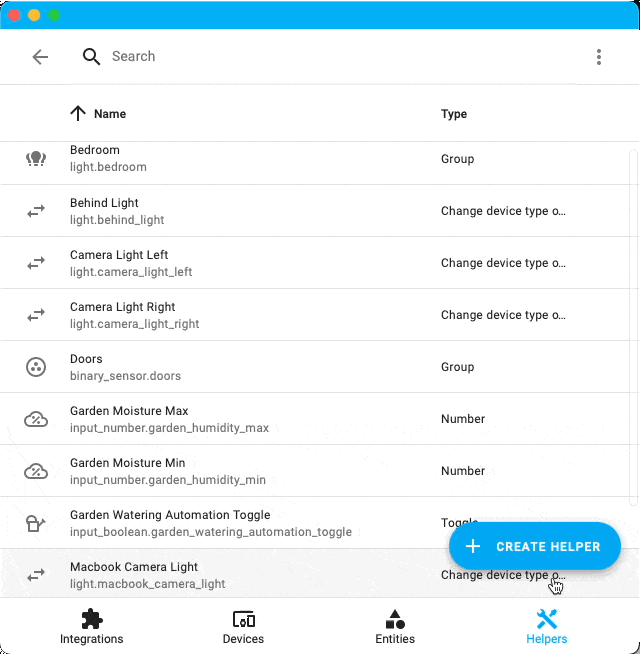 Search
Name Type
Bedroom
light.bedroom
Group
Behind Light
light.behind_light
Change device type o...
Camera Light Left
light.camera_light_left
Change device type o...
Camera Light Right
light.camera_light_right
Change device type o...
Doors
binary_sensor.doors
Group
Garden Moisture Max
input_number.garden_humidity_max
Number
Garden Moisture Min
input_number.garden_humidity_min
Number
Garden Watering Automation Toggle
input_boolean.garden_watering_automation_toggle
Toggle
CREATE HELPER
Macbook Camera Light
light.macbook_camera_light
Change device type o...
Integrations Devices Entities Helpers